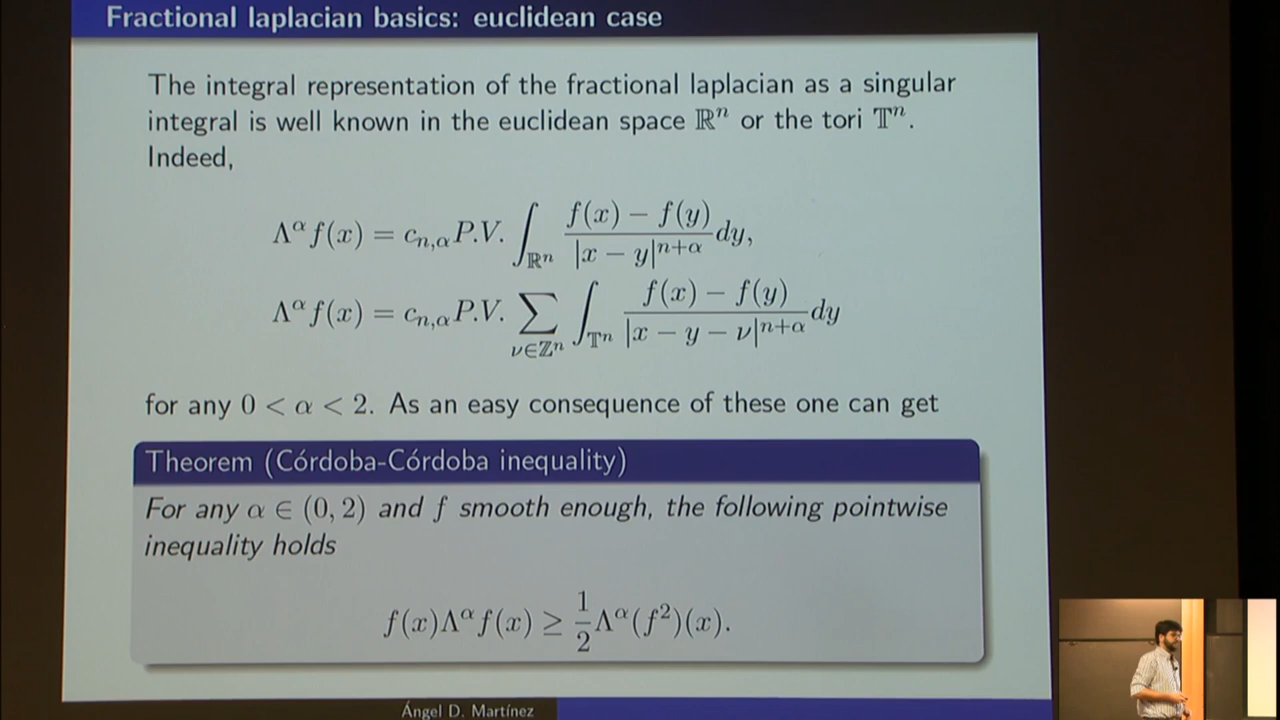 Fractional laplacian basics: euclidean case
The integral representation of the fractional laplacian as a singular
integral is well known in the euclidean space ℝⁿ or the tori 𝕋ⁿ.
Indeed,
Λ^α f(x) = c_{n,α} P.V. ∫_{ℝⁿ} (f(x) − f(y)) / |x − y|^{n+α} dy,
Λ^α f(x) = c_{n,α} P.V. ∑_{ν∈ℤⁿ} ∫_{𝕋ⁿ} (f(x) − f(y)) / |x − y − ν|^{n+α} dy
for any 0 < α < 2. As an easy consequence of these one can get
Theorem (Córdoba-Córdoba inequality)
For any α ∈ (0, 2) and f smooth enough, the following pointwise
inequality holds
f(x)Λ^α f(x) ≥ 1/2 Λ^α(f²)(x).
Ángel D. Martínez